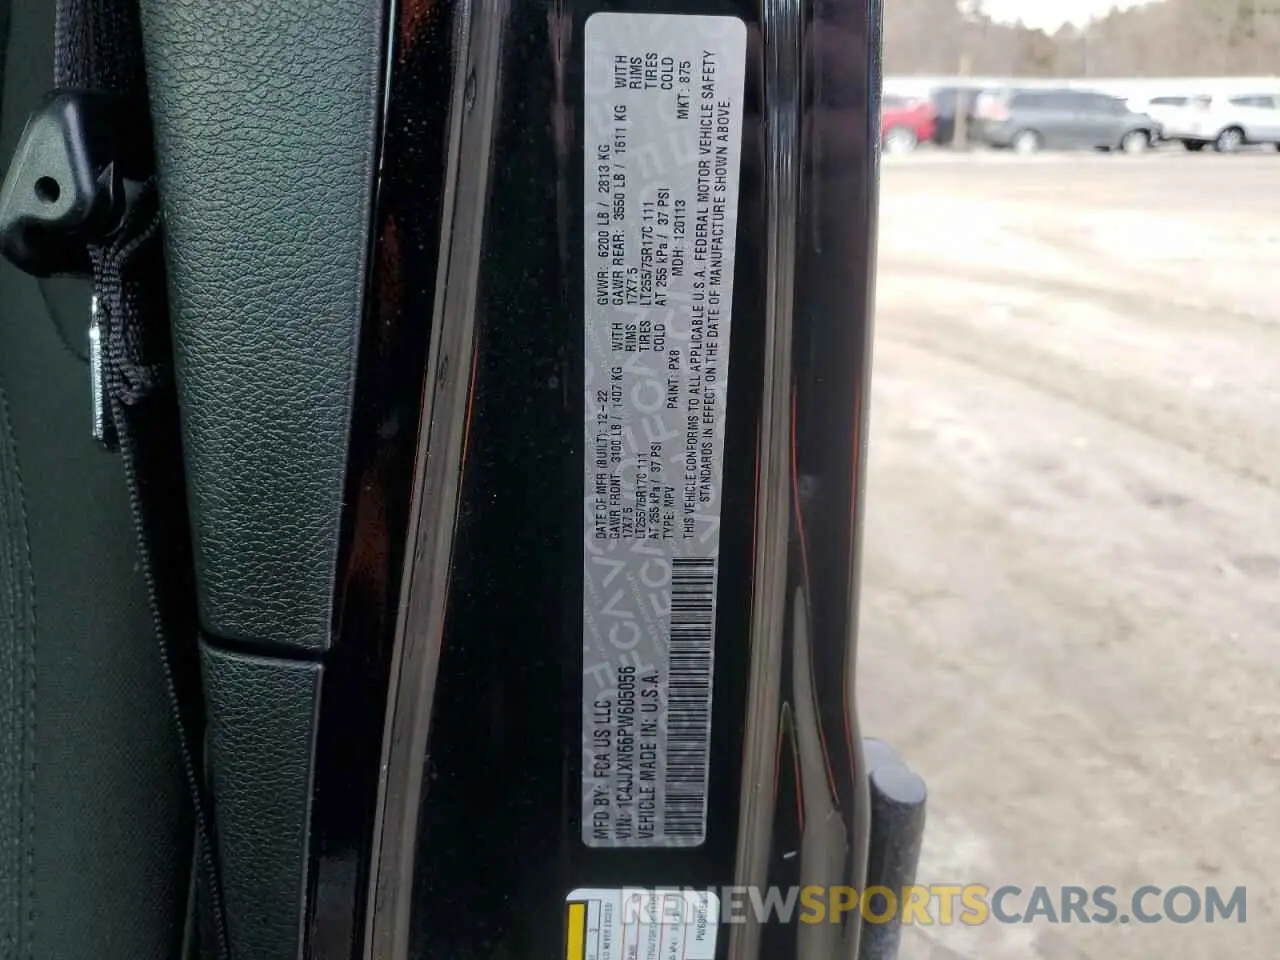 MFD BY: FCA US LLC
VIN: 1C4JJXN66PW605056
VEHICLE MADE IN: U.S.A.
DATE OF MFR (BUILT): 12-22 GVWR: 6200 LB / 2813 KG
GAWR FRONT: 3100 LB / 1407 KG WITH GAWR REAR: 3550 LB / 1611 KG WITH
17X7.5 RIMS 17X7.5 RIMS
LT255/75R17C 111 TIRES LT255/75R17C 111 TIRES
AT 255 kPa / 37 PSI COLD AT 255 kPa / 37 PSI COLD
TYPE: MPV PAINT: PX8 MDH: 120113 MKT: 875
THIS VEHICLE CONFORMS TO ALL APPLICABLE U.S.A. FEDERAL MOTOR VEHICLE SAFETY
STANDARDS IN EFFECT ON THE DATE OF MANUFACTURE SHOWN ABOVE.
RENEWSPORTSCARS.COM